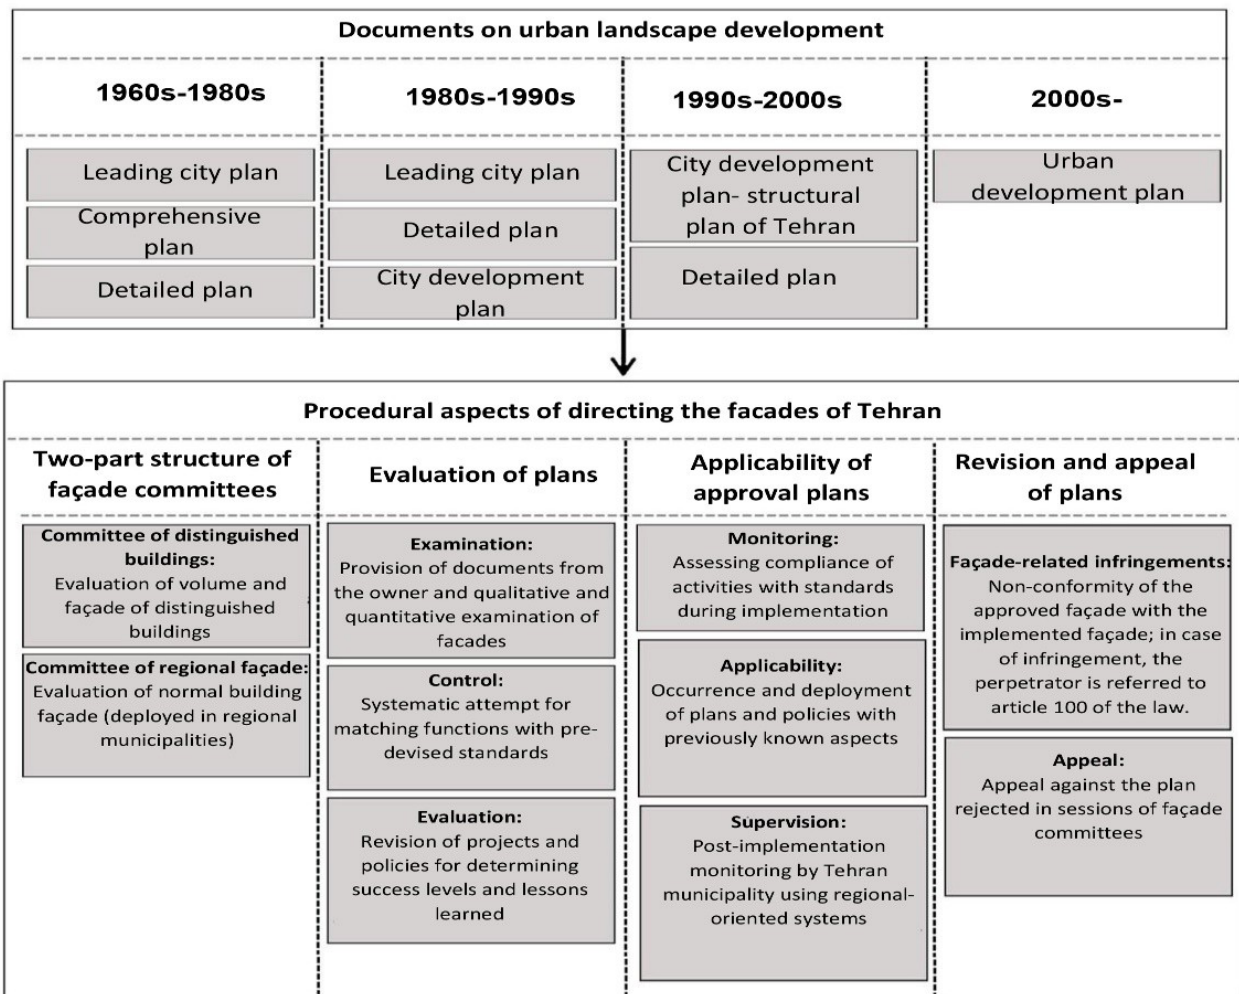 Documents on urban landscape development
1960s-1980s
Leading city plan
Comprehensive
plan
Detailed plan
1980s-1990s
Leading city plan
Detailed plan
City development
plan
1990s-2000s
City development
plan- structural
plan of Tehran
Detailed plan
2000s-
Urban
development plan
Procedural aspects of directing the facades of Tehran
Two-part structure of
façade committees
Committee of distinguished
buildings:
Evaluation of volume and
façade of distinguished
buildings
Committee of regional façade:
Evaluation of normal building
façade (deployed in regional
municipalities)
Evaluation of plans
Examination:
Provision of documents from
the owner and qualitative and
quantitative examination of
facades
Control:
Systematic attempt for
matching functions with pre-
devised standards
Evaluation:
Revision of projects and
policies for determining
success levels and lessons
learned
Applicability of
approval plans
Monitoring:
Assessing compliance of
activities with standards
during implementation
Applicability:
Occurrence and deployment
of plans and policies with
previously known aspects
Supervision:
Post-implementation
monitoring by Tehran
municipality using regional-
oriented systems
Revision and appeal
of plans
Façade-related infringements:
Non-conformity of the
approved façade with the
implemented façade; in case
of infringement, the
perpetrator is referred to
article 100 of the law.
Appeal:
Appeal against the plan
rejected in sessions of façade
committees